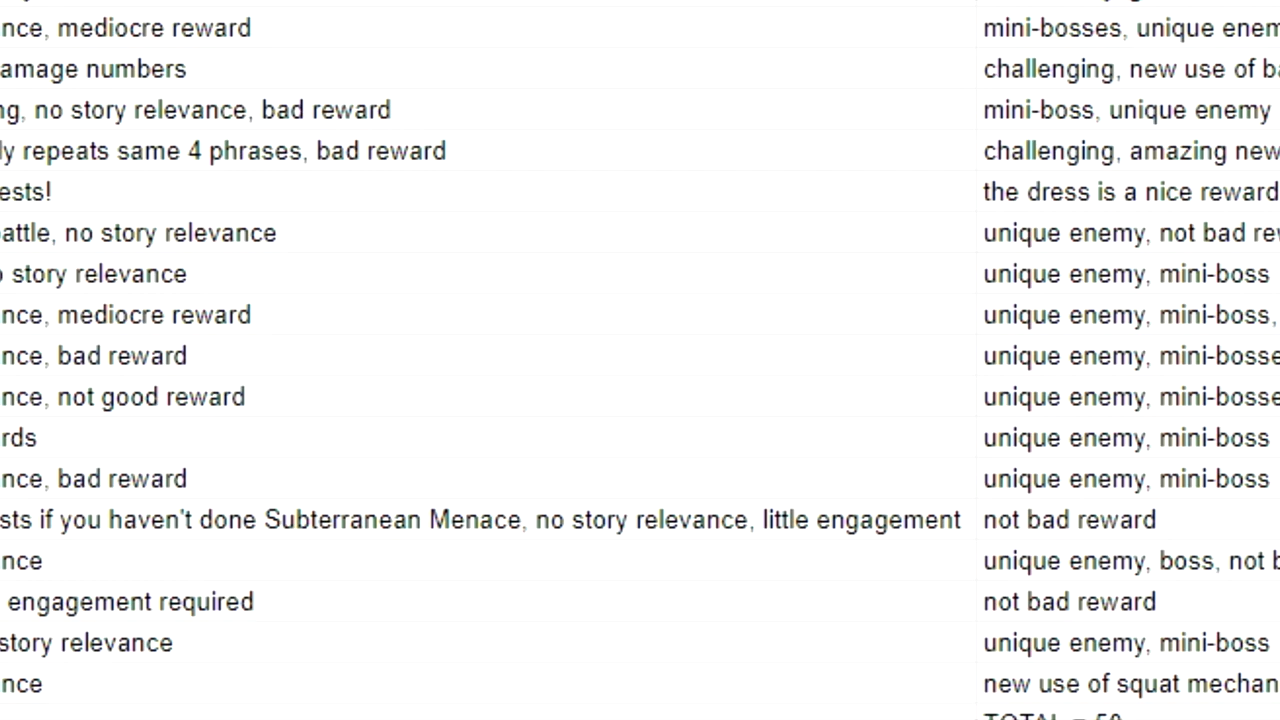 nce, mediocre reward mini-bosses, unique enem
amage numbers challenging, new use of ba
ng, no story relevance, bad reward mini-boss, unique enemy
ly repeats same 4 phrases, bad reward challenging, amazing new
ests! the dress is a nice reward
attle, no story relevance unique enemy, not bad rew
o story relevance unique enemy, mini-boss
nce, mediocre reward unique enemy, mini-boss,
nce, bad reward unique enemy, mini-bosse
nce, not good reward unique enemy, mini-bosse
rds unique enemy, mini-boss
nce, bad reward unique enemy, mini-boss
sts if you haven't done Subterranean Menace, no story relevance, little engagement not bad reward
nce unique enemy, boss, not b
engagement required not bad reward
story relevance unique enemy, mini-boss
nce new use of squat mechan
TOTAL = 50